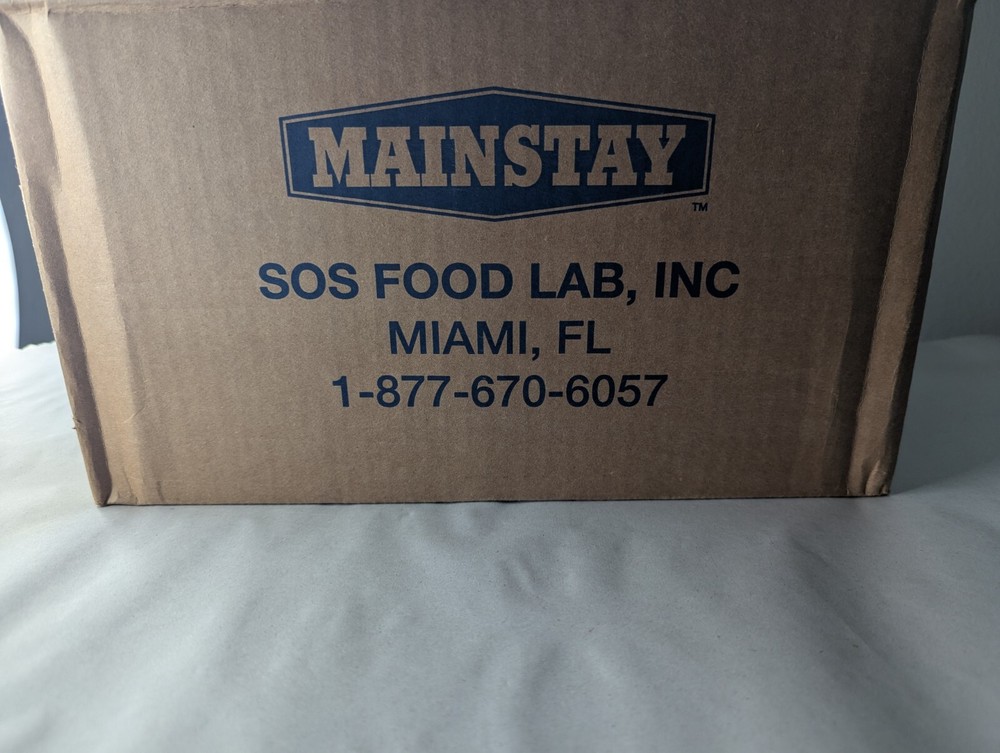 MAINSTAY
TM
SOS FOOD LAB, INC
MIAMI, FL
1-877-670-6057